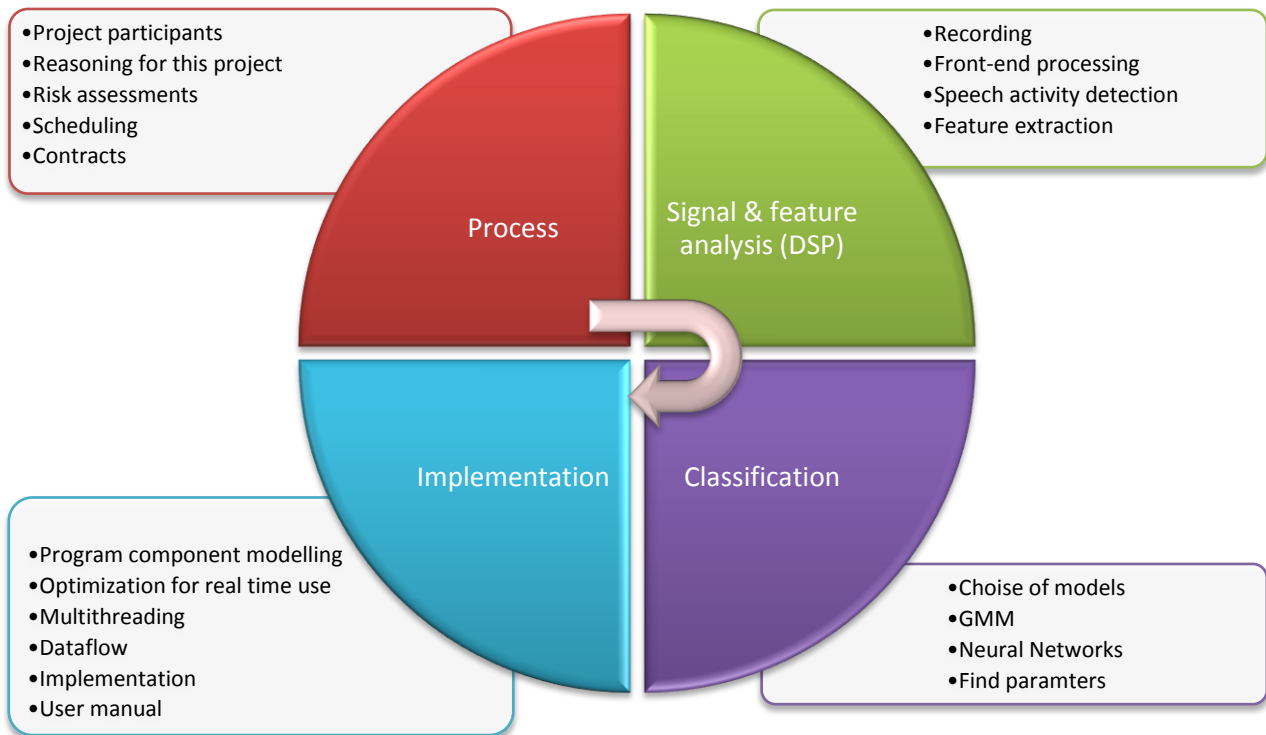 •Project participants
•Reasoning for this project
•Risk assessments
•Scheduling
•Contracts
•Recording
•Front-end processing
•Speech activity detection
•Feature extraction
Process
Signal & feature
analysis (DSP)
Implementation
Classification
•Program component modelling
•Optimization for real time use
•Multithreading
•Dataflow
•Implementation
•User manual
•Choise of models
•GMM
•Neural Networks
•Find paramters